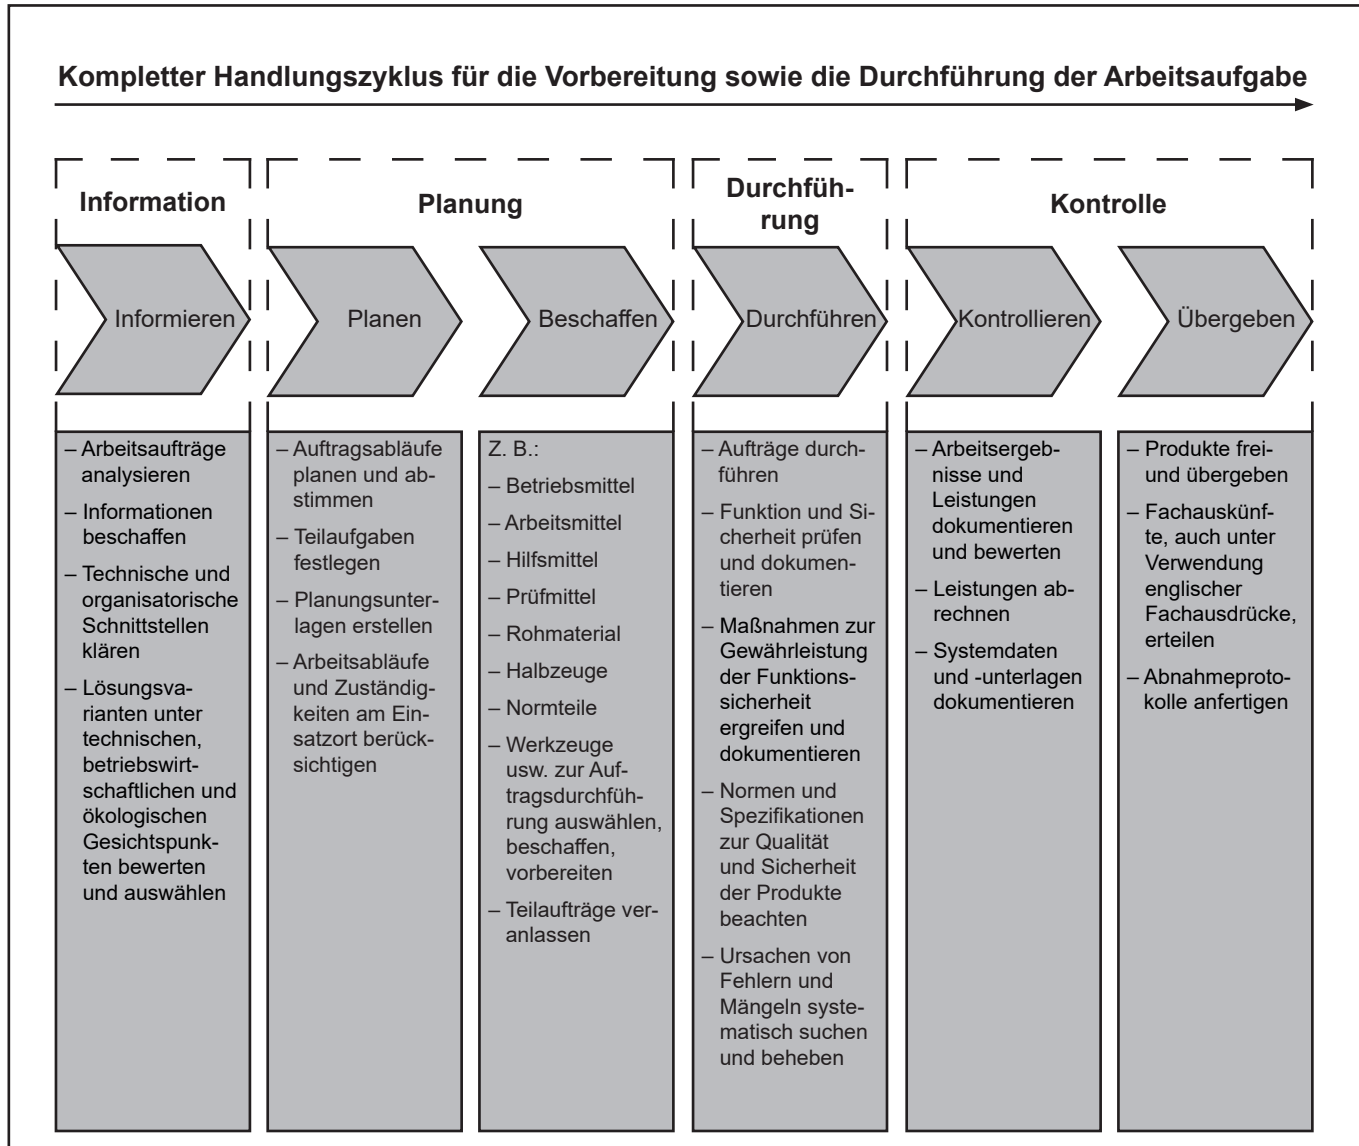 Kompletter Handlungszyklus für die Vorbereitung sowie die Durchführung der Arbeitsaufgabe
Information
Planung
Durchfüh-
rung
Kontrolle
Informieren
Planen
Beschaffen
Durchführen
Kontrollieren
Übergeben
– Arbeitsaufträge
analysieren
– Informationen
beschaffen
– Technische und
organisatorische
Schnittstellen
klären
– Lösungsva-
rianten unter
technischen,
betriebswirt-
schaftlichen und
ökologischen
Gesichtspunk-
ten bewerten
und auswählen
– Auftragsabläufe
planen und ab-
stimmen
– Teilaufgaben
festlegen
– Planungsunter-
lagen erstellen
– Arbeitsabläufe
und Zuständig-
keiten am Ein-
satzort berück-
sichtigen
Z. B.:
– Betriebsmittel
– Arbeitsmittel
– Hilfsmittel
– Prüfmittel
– Rohmaterial
– Halbzeuge
– Normteile
– Werkzeuge
usw. zur Auf-
tragsdurchfüh-
rung auswählen,
beschaffen,
vorbereiten
– Teilaufträge ver-
anlassen
– Aufträge durch-
führen
– Funktion und Si-
cherheit prüfen
und dokumen-
tieren
– Maßnahmen zur
Gewährleistung
der Funktions-
sicherheit
ergreifen und
dokumentieren
– Normen und
Spezifikationen
zur Qualität
und Sicherheit
der Produkte
beachten
– Ursachen von
Fehlern und
Mängeln syste-
matisch suchen
und beheben
– Arbeitsergeb-
nisse und
Leistungen
dokumentieren
und bewerten
– Leistungen ab-
rechnen
– Systemdaten
und -unterlagen
dokumentieren
– Produkte frei-
und übergeben
– Fachauskünf-
te, auch unter
Verwendung
englischer
Fachausdrücke,
erteilen
– Abnahmeproto-
kolle anfertigen